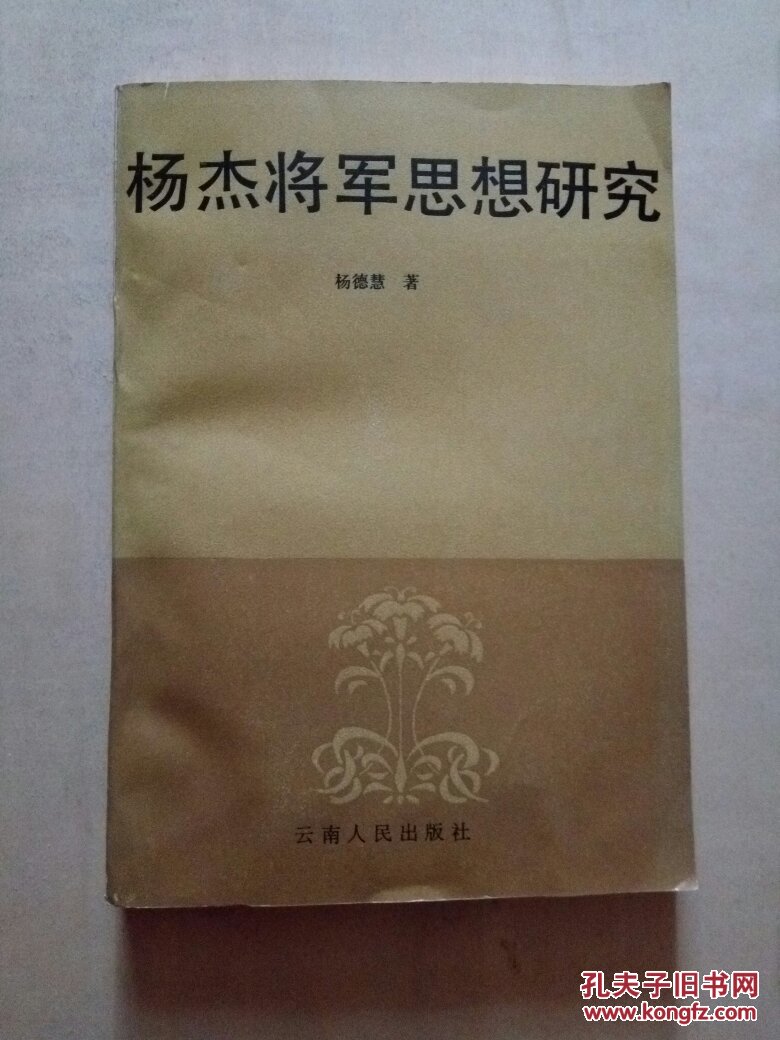 杨杰将军思想研究
杨德慧 著
云南人民出版社
孔夫子旧书网
www.kongfz.com